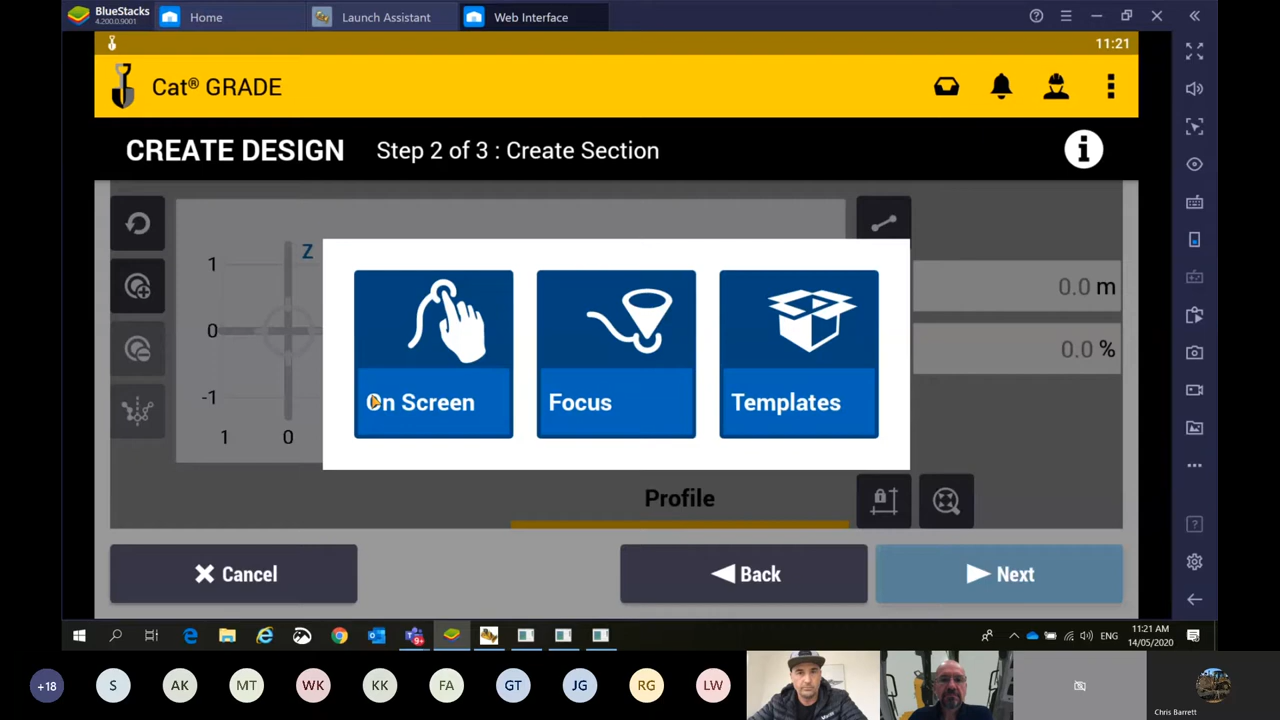 BlueStacks
4.200.0.9001
Home
Launch Assistant
Web Interface
11:21
Cat® GRADE
CREATE DESIGN
Step 2 of 3 : Create Section
Z
1
0
-1
1
0
On Screen
Focus
Templates
0.0 m
0.0 %
Profile
Cancel
Back
Next
9+
ENG
11:21 AM
14/05/2020
+18
S
AK
MT
WK
KK
FA
GT
JG
RG
LW
Chris Barrett